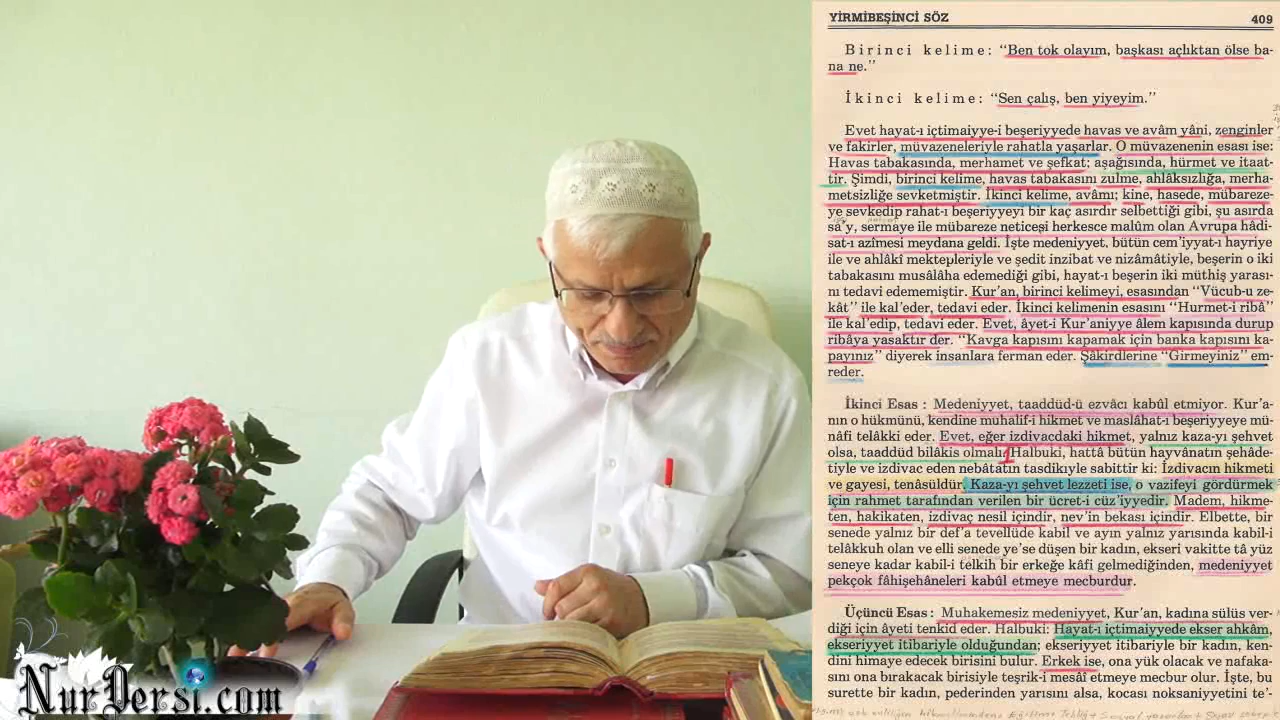 YİRMİBEŞİNCİ SÖZ 409
Birinci kelime: “Ben tok olayım, başkası açlıktan ölse ba-
na ne.”
İkinci kelime: “Sen çalış, ben yiyeyim.”
Evet hayat-ı içtimaiyye-i beşeriyyede havas ve avâm yâni, zenginler
ve fakirler, müvazeneleriyle rahatla yaşarlar. O müvazenenin esası ise:
Havas tabakasında, merhamet ve şefkat; aşağısında, hürmet ve itaat-
tir. Şimdi, birinci kelime, havas tabakasını zulme, ahlâksızlığa, merha-
metsizliğe sevketmiştir. İkinci kelime, avâmı; kine, hasede, mübareze-
ye sevkedip rahat-ı beşeriyyeyi bir kaç asırdır selbettiği gibi, şu asırda
sa'y, sermaye ile mübareze neticesi herkesce malûm olan Avrupa hâdi-
sat-ı azîmesi meydana geldi. İşte medeniyyet, bütün cem'iyyat-ı hayriye
ile ve ahlâkî mektepleriyle ve şedit inzibat ve nizâmâtiyle, beşerin o iki
tabakasını musâlâha edemediği gibi, hayat-ı beşerin iki müthiş yarası-
nı tedavi edememiştir. Kur'an, birinci kelimeyi, esasından “Vücub-u ze-
kât” ile kal'eder, tedavi eder. İkinci kelimenin esasını “Hurmet-i ribâ”
ile kal'edip, tedavi eder. Evet, âyet-i Kur'aniyye âlem kapısında durup
ribâya yasaktır der. “Kavga kapısını kapamak için banka kapısını ka-
payınız” diyerek insanlara ferman eder. Şâkirdlerine “Girmeyiniz” em-
reder.
İkinci Esas : Medeniyyet, taaddüd-ü ezvâcı kabûl etmiyor. Kur'a-
nın o hükmünü, kendine muhalif-i hikmet ve maslâhat-ı beşeriyyeye mü-
nâfi telâkki eder. Evet, eğer izdivacdaki hikmet, yalnız kaza-yı şehvet
olsa, taaddüd bilâkis olmalı. Halbuki, hattâ bütün hayvânatın şehâde-
tiyle ve izdivac eden nebâtatın tasdikıyle sabittir ki: İzdivacın hikmeti
ve gayesi, tenâsüldür. Kaza-yı şehvet lezzeti ise, o vazifeyi gördürmek
için rahmet tarafından verilen bir ücret-i cüz'iyyedir. Madem, hikme-
ten, hakikaten, izdivaç nesil içindir, nev'in bekası içindir. Elbette, bir
senede yalnız bir def'a tevellüde kabil ve ayın yalnız yarısında kabil-i
telâkkuh olan ve elli senede ye'se düşen bir kadın, ekseri vakitte tâ yüz
seneye kadar kabil-i telkih bir erkeğe kâfi gelmediğinden, medeniyyet
pekçok fâhişehâneleri kabûl etmeye mecburdur.
Üçüncü Esas : Muhakemesiz medeniyyet, Kur'an, kadına sülüs ver-
diği için âyeti tenkid eder. Halbuki: Hayat-ı içtimaiyyede ekser ahkâm,
ekseriyyet itibariyle olduğundan; ekseriyyet itibariyle bir kadın, ken-
dini himaye edecek birisini bulur. Erkek ise, ona yük olacak ve nafaka-
sını ona bırakacak birisiyle teşrik-i mesâî etmeye mecbur olur. İşte, bu
surette bir kadın, pederinden yarısını alsa, kocası noksaniyyetini te'-
NurDersi.com